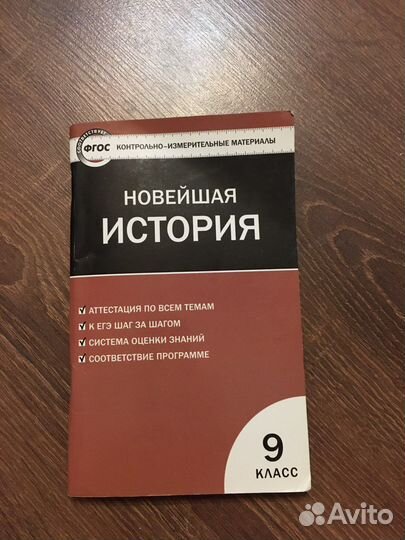 СООТВЕТСТВУЕТ
ФГОС
КОНТРОЛЬНО-ИЗМЕРИТЕЛЬНЫЕ МАТЕРИАЛЫ
НОВЕЙШАЯ
ИСТОРИЯ
АТТЕСТАЦИЯ ПО ВСЕМ ТЕМАМ
К ЕГЭ ШАГ ЗА ШАГОМ
СИСТЕМА ОЦЕНКИ ЗНАНИЙ
СООТВЕТСТВИЕ ПРОГРАММЕ
9
КЛАСС
Avito